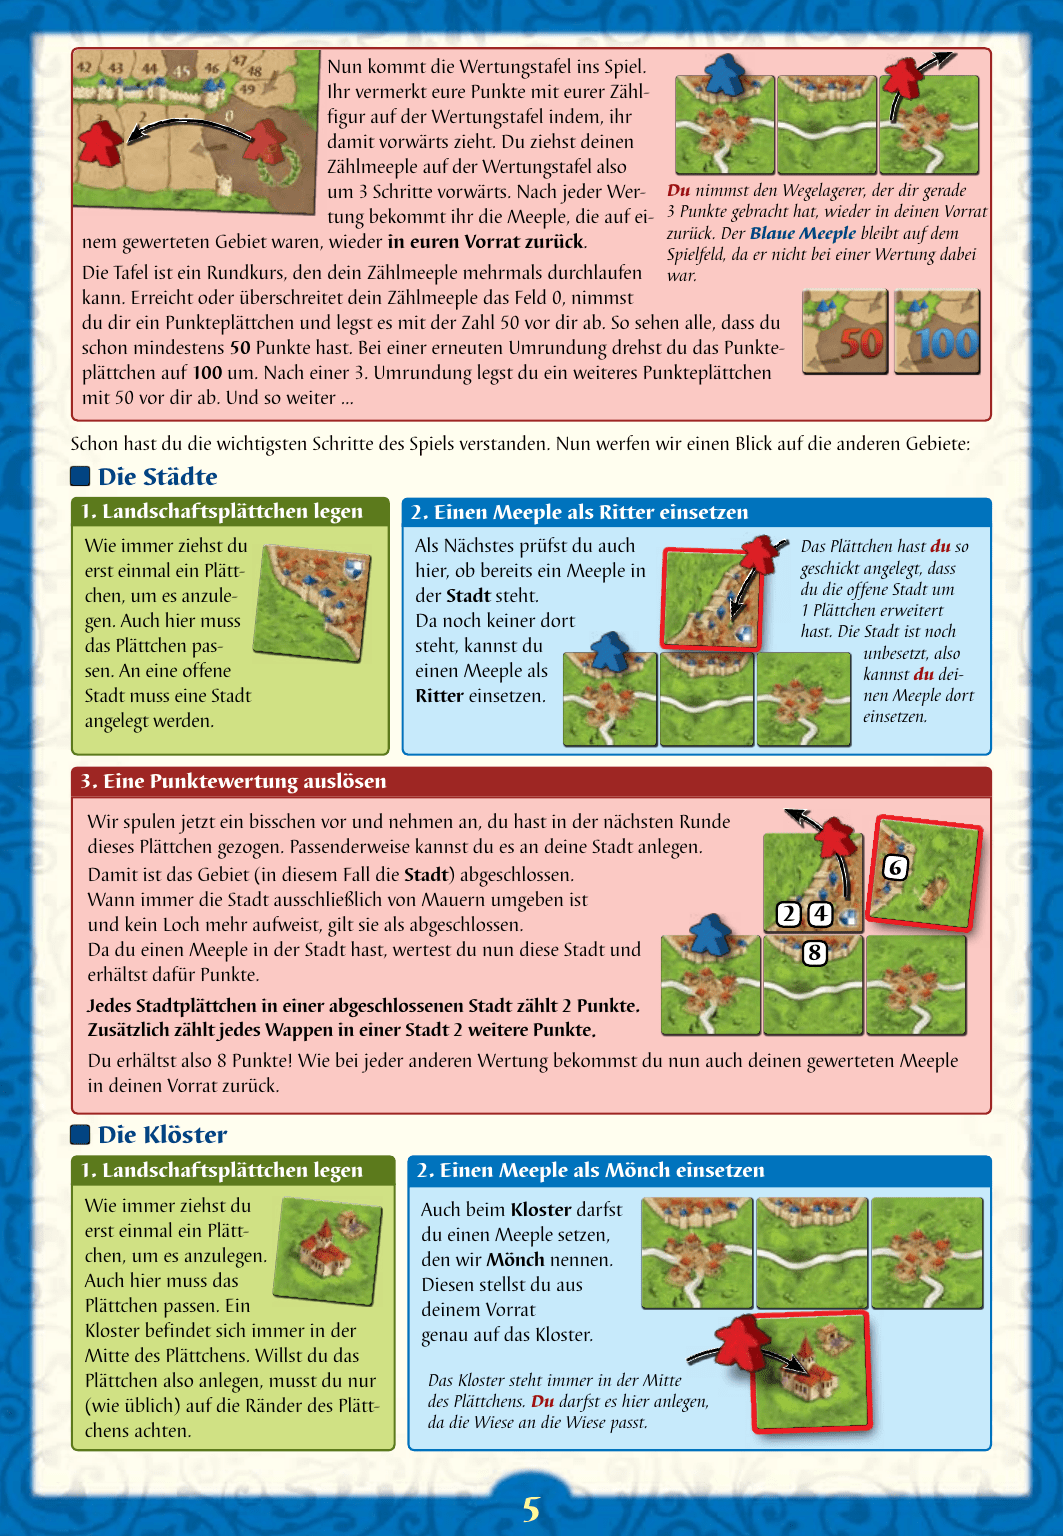 42 43 44 45 46 47 48 49
0
Nun kommt die Wertungstafel ins Spiel.
Ihr vermerkt eure Punkte mit eurer Zähl-
figur auf der Wertungstafel indem, ihr
damit vorwärts zieht. Du ziehst deinen
Zählmeeple auf der Wertungstafel also
um 3 Schritte vorwärts. Nach jeder Wer-
tung bekommt ihr die Meeple, die auf ei-
nem gewerteten Gebiet waren, wieder in euren Vorrat zurück.
Die Tafel ist ein Rundkurs, den dein Zählmeeple mehrmals durchlaufen
kann. Erreicht oder überschreitet dein Zählmeeple das Feld 0, nimmst
du dir ein Punkteplättchen und legst es mit der Zahl 50 vor dir ab. So sehen alle, dass du
schon mindestens 50 Punkte hast. Bei einer erneuten Umrundung drehst du das Punkte-
plättchen auf 100 um. Nach einer 3. Umrundung legst du ein weiteres Punkteplättchen
mit 50 vor dir ab. Und so weiter ...
Du nimmst den Wegelagerer, der dir gerade
3 Punkte gebracht hat, wieder in deinen Vorrat
zurück. Der Blaue Meeple bleibt auf dem
Spielfeld, da er nicht bei einer Wertung dabei
war.
50 100
Schon hast du die wichtigsten Schritte des Spiels verstanden. Nun werfen wir einen Blick auf die anderen Gebiete:
Die Städte
1. Landschaftsplättchen legen
Wie immer ziehst du
erst einmal ein Plätt-
chen, um es anzule-
gen. Auch hier muss
das Plättchen pas-
sen. An eine offene
Stadt muss eine Stadt
angelegt werden.
2. Einen Meeple als Ritter einsetzen
Als Nächstes prüfst du auch
hier, ob bereits ein Meeple in
der Stadt steht.
Da noch keiner dort
steht, kannst du
einen Meeple als
Ritter einsetzen.
Das Plättchen hast du so
geschickt angelegt, dass
du die offene Stadt um
1 Plättchen erweitert
hast. Die Stadt ist noch
unbesetzt, also
kannst du dei-
nen Meeple dort
einsetzen.
3. Eine Punktewertung auslösen
Wir spulen jetzt ein bisschen vor und nehmen an, du hast in der nächsten Runde
dieses Plättchen gezogen. Passenderweise kannst du es an deine Stadt anlegen.
Damit ist das Gebiet (in diesem Fall die Stadt) abgeschlossen.
Wann immer die Stadt ausschließlich von Mauern umgeben ist
und kein Loch mehr aufweist, gilt sie als abgeschlossen.
Da du einen Meeple in der Stadt hast, wertest du nun diese Stadt und
erhältst dafür Punkte.
Jedes Stadtplättchen in einer abgeschlossenen Stadt zählt 2 Punkte.
Zusätzlich zählt jedes Wappen in einer Stadt 2 weitere Punkte.
Du erhältst also 8 Punkte! Wie bei jeder anderen Wertung bekommst du nun auch deinen gewerteten Meeple
in deinen Vorrat zurück.
6
2 4
8
Die Klöster
1. Landschaftsplättchen legen
Wie immer ziehst du
erst einmal ein Plätt-
chen, um es anzulegen.
Auch hier muss das
Plättchen passen. Ein
Kloster befindet sich immer in der
Mitte des Plättchens. Willst du das
Plättchen also anlegen, musst du nur
(wie üblich) auf die Ränder des Plätt-
chens achten.
2. Einen Meeple als Mönch einsetzen
Auch beim Kloster darfst
du einen Meeple setzen,
den wir Mönch nennen.
Diesen stellst du aus
deinem Vorrat
genau auf das Kloster.
Das Kloster steht immer in der Mitte
des Plättchens. Du darfst es hier anlegen,
da die Wiese an die Wiese passt.
5